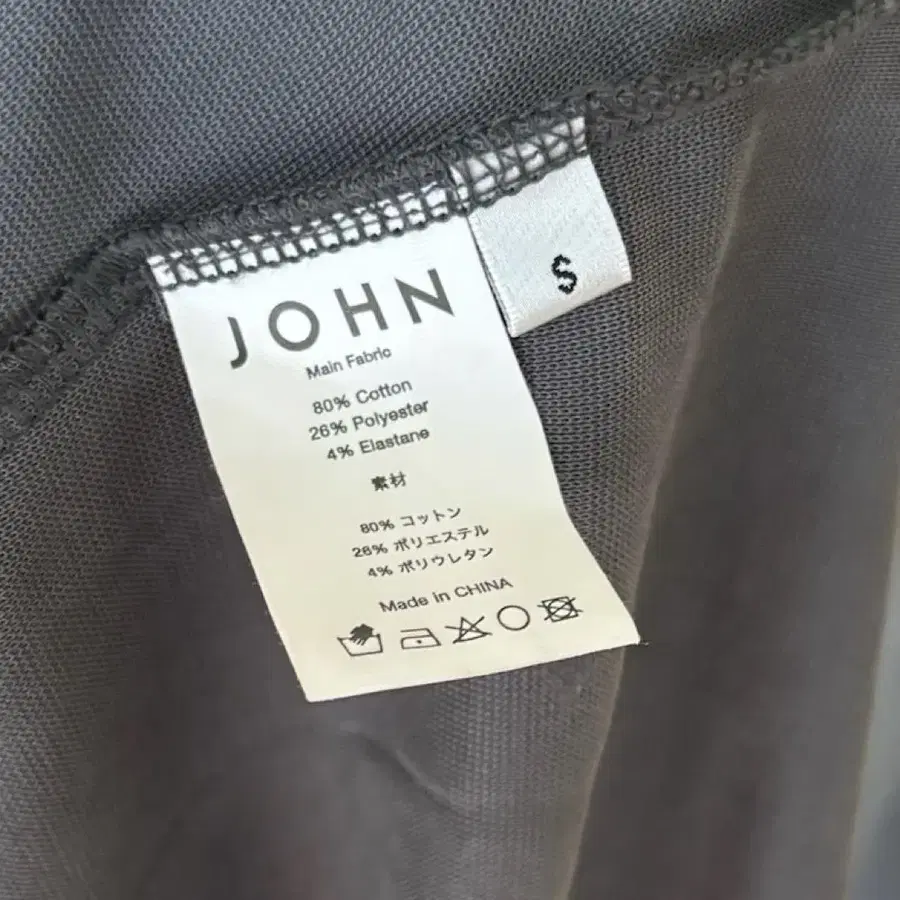 JOHN
S
Main Fabric
80% Cotton
26% Polyester
4% Elastane
素材
80% コットン
26% ポリエステル
4% ポリウレタン
Made in CHINA